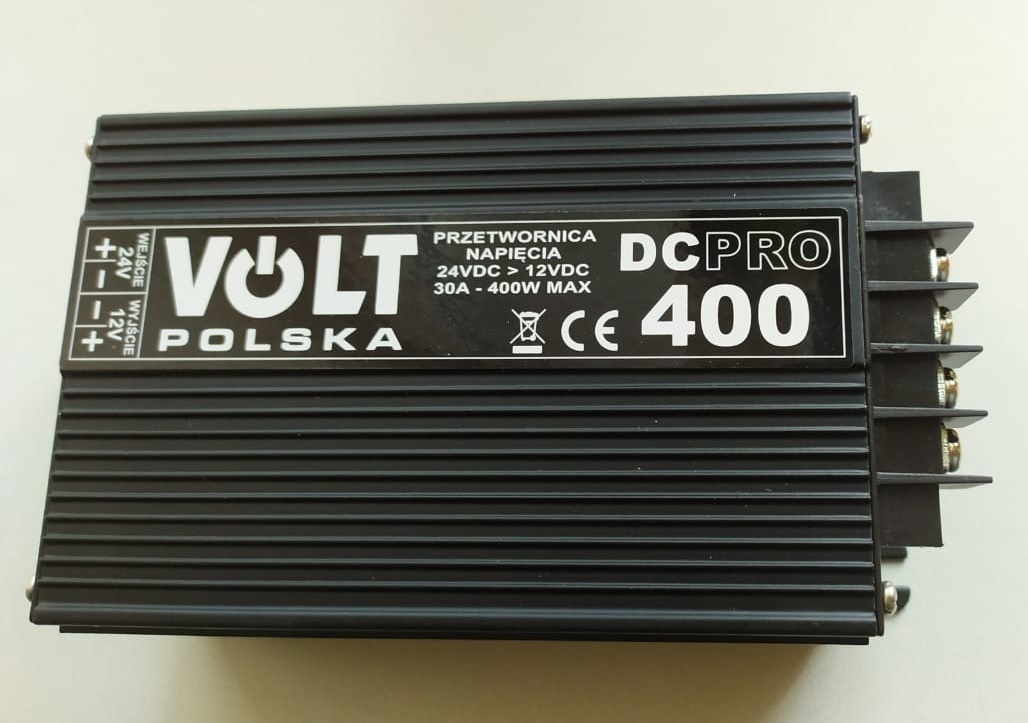 WEJŚCIE
24V
+ −
WYJŚCIE
12V
− +
VOLT
POLSKA
PRZETWORNICA
NAPIĘCIA
24VDC > 12VDC
30A - 400W MAX
CE
DCPRO
400